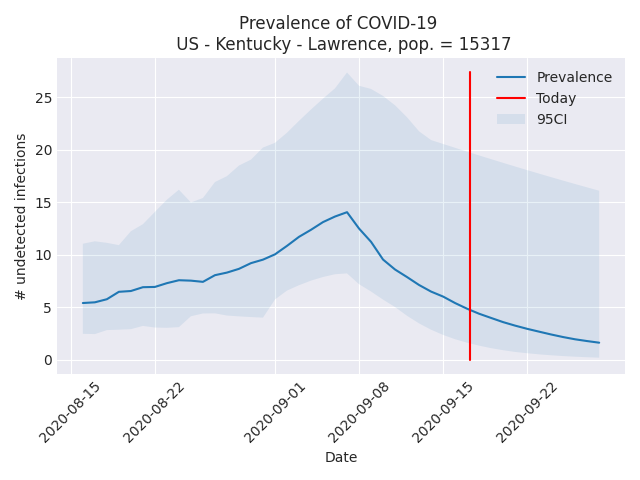 Prevalence of COVID-19
US - Kentucky - Lawrence, pop. = 15317
Prevalence
Today
95CI
# undetected infections
25
20
15
10
5
0
2020-08-15
2020-08-22
2020-09-01
2020-09-08
2020-09-15
2020-09-22
Date